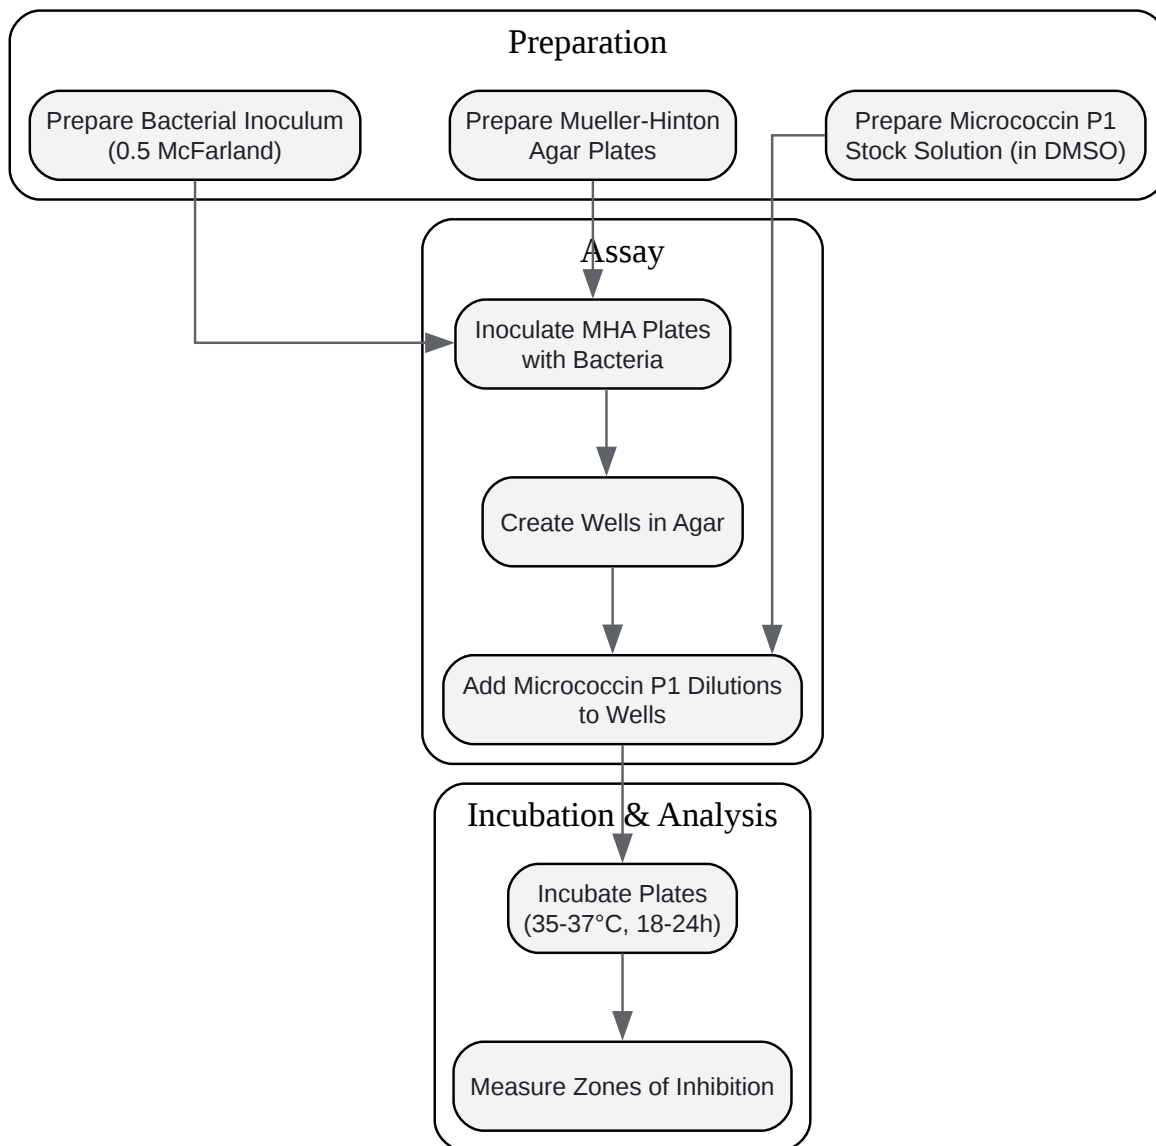 Preparation
Prepare Bacterial Inoculum
(0.5 McFarland)
Prepare Mueller-Hinton
Agar Plates
Prepare Micrococcin P1
Stock Solution (in DMSO)
Assay
Inoculate MHA Plates
with Bacteria
Create Wells in Agar
Add Micrococcin P1 Dilutions
to Wells
Incubation & Analysis
Incubate Plates
(35-37°C, 18-24h)
Measure Zones of Inhibition